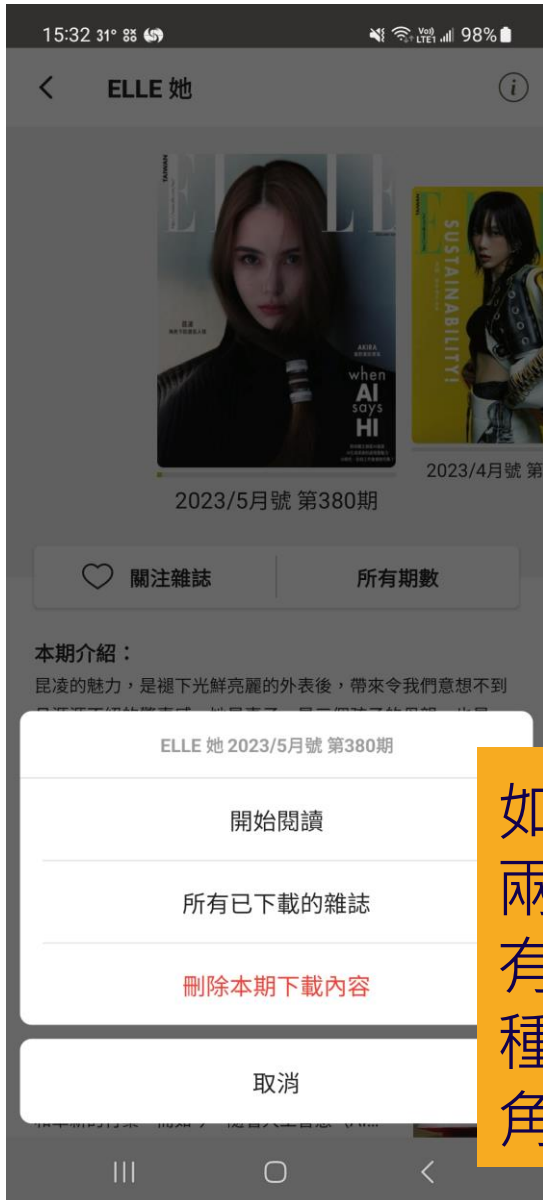 15:32 31°
Vo)) LTE1 98%
ELLE 她
TAIWAN
ELLE
AKIRA
when
AI
says
HI
SUSTAINABILITY!
2023/4月號 第
2023/5月號 第380期
關注雜誌
所有期數
本期介紹：
昆凌的魅力，是褪下光鮮亮麗的外表後，帶來令我們意想不到
ELLE 她 2023/5月號 第380期
開始閱讀
所有已下載的雜誌
刪除本期下載內容
取消
如
兩
有
種
角